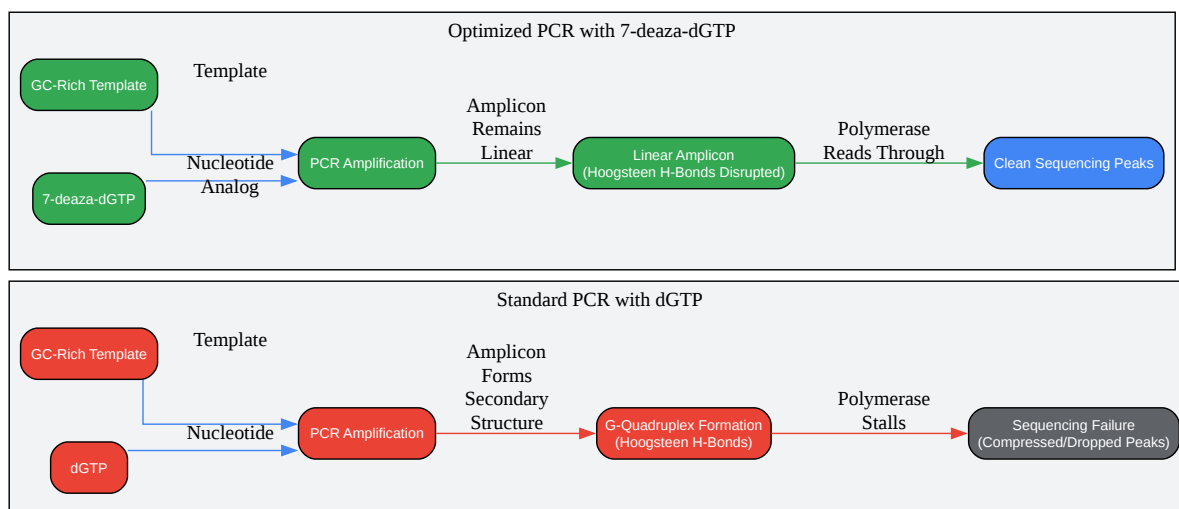 Optimized PCR with 7-deaza-dGTP
GC-Rich Template
Template
7-deaza-dGTP
Nucleotide
Analog
PCR Amplification
Amplicon
Remains
Linear
Linear Amplicon
(Hoogsteen H-Bonds Disrupted)
Polymerase
Reads Through
Clean Sequencing Peaks
Standard PCR with dGTP
GC-Rich Template
Template
dGTP
Nucleotide
PCR Amplification
Amplicon
Forms
Secondary
Structure
G-Quadruplex Formation
(Hoogsteen H-Bonds)
Polymerase
Stalls
Sequencing Failure
(Compressed/Dropped Peaks)